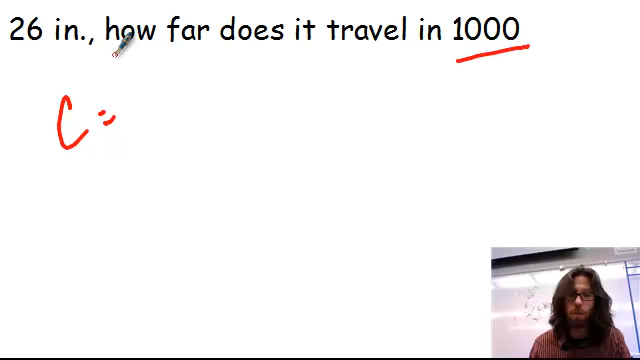 26 in., how far does it travel in 1000
C =